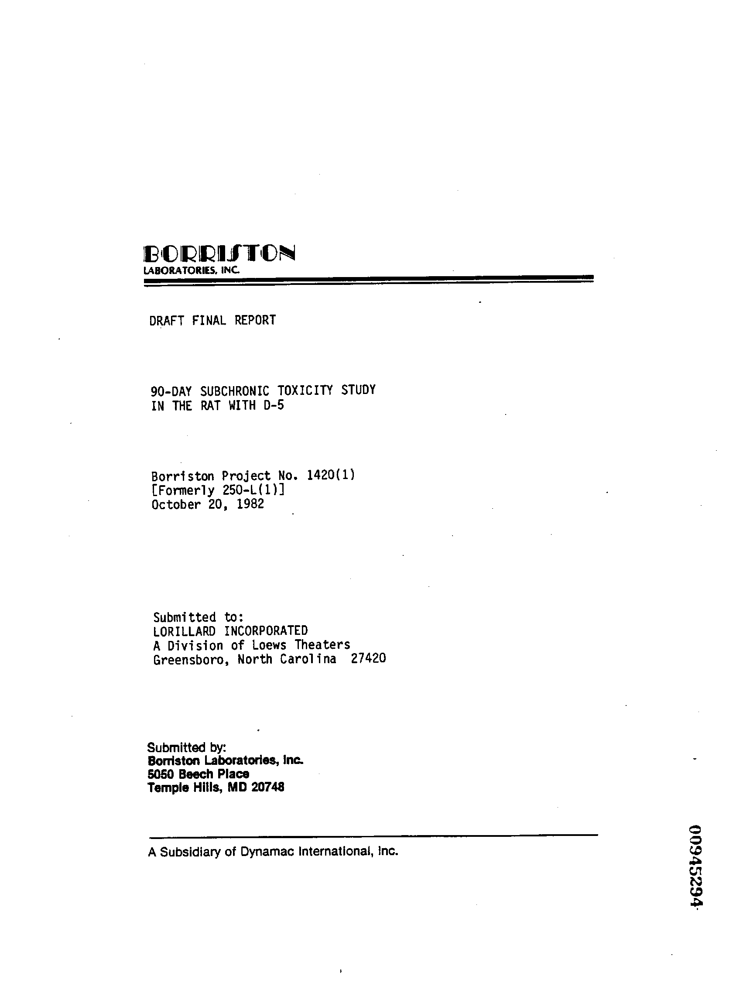 BORRISTON
LABORATORIES, INC.
DRAFT FINAL REPORT
90-DAY SUBCHRONIC TOXICITY STUDY
IN THE RAT WITH D-5
Borriston Project No. 1420(1)
[Formerly 250-L(1)]
October 20, 1982
Submitted to:
LORILLARD INCORPORATED
A Division of Loews Theaters
Greensboro, North Carolina 27420
Submitted by:
Borriston Laboratories, Inc.
5050 Beech Place
Temple Hills, MD 20748
A Subsidiary of Dynamac International, Inc.
00945294